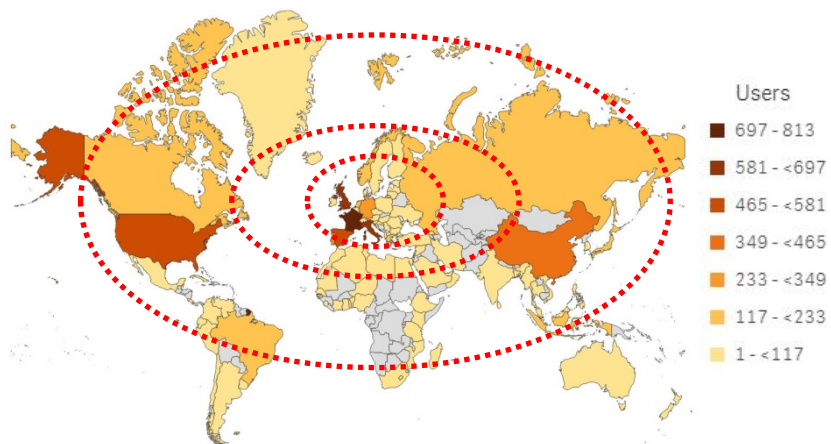 Users
697 - 813
581 - <697
465 - <581
349 - <465
233 - <349
117 - <233
1 - <117